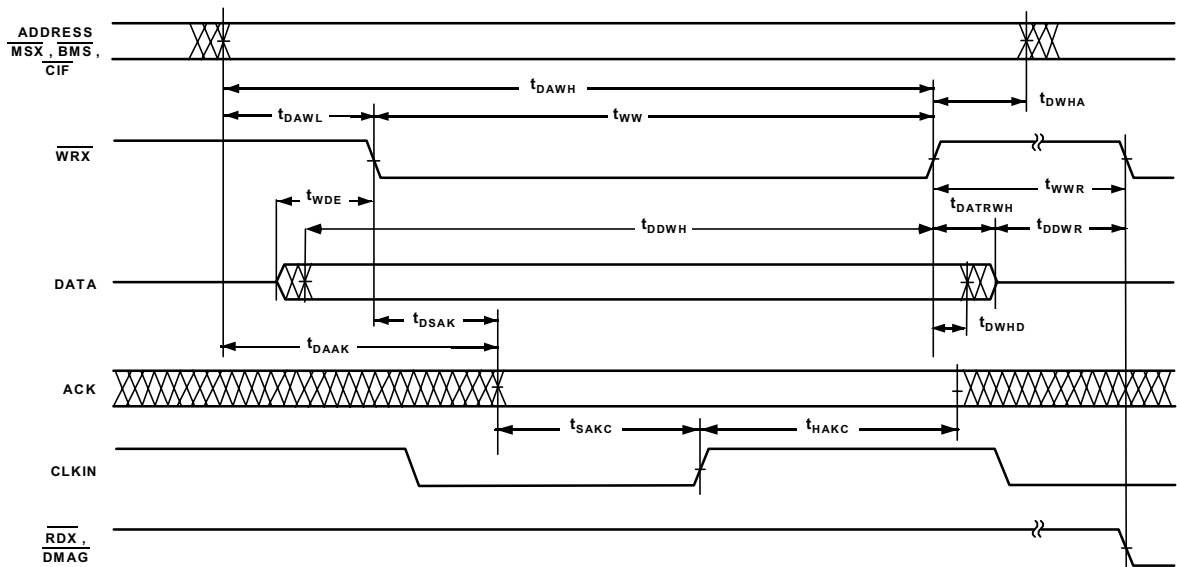 ADDRESS
MSX, BMS,
CIF
tDAWH
tDWHA
tDAWL
tWW
WRX
tWDE
tWWR
tDATRWH
tDDWH
tDDWR
DATA
tDSAK
tDWHD
tDAAK
ACK
tSAKC
tHAKC
CLKIN
RDX,
DMAG